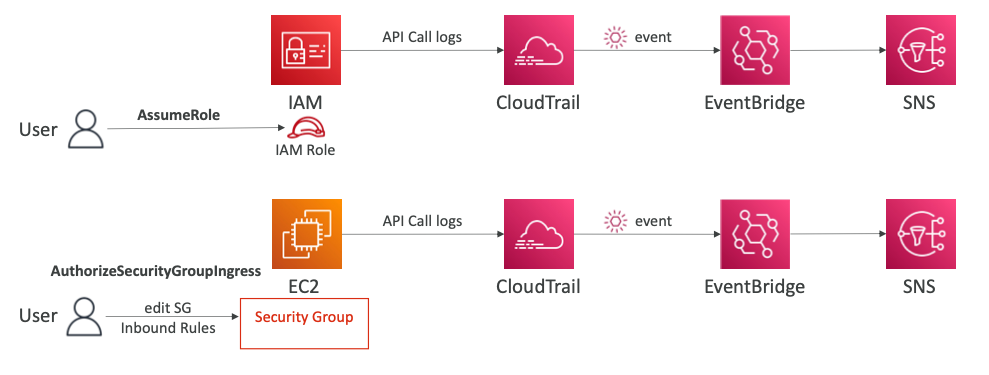 API Call logs
event
IAM
CloudTrail
EventBridge
SNS
User
AssumeRole
IAM Role
API Call logs
event
AuthorizeSecurityGroupIngress
EC2
CloudTrail
EventBridge
SNS
User
edit SG
Inbound Rules
Security Group